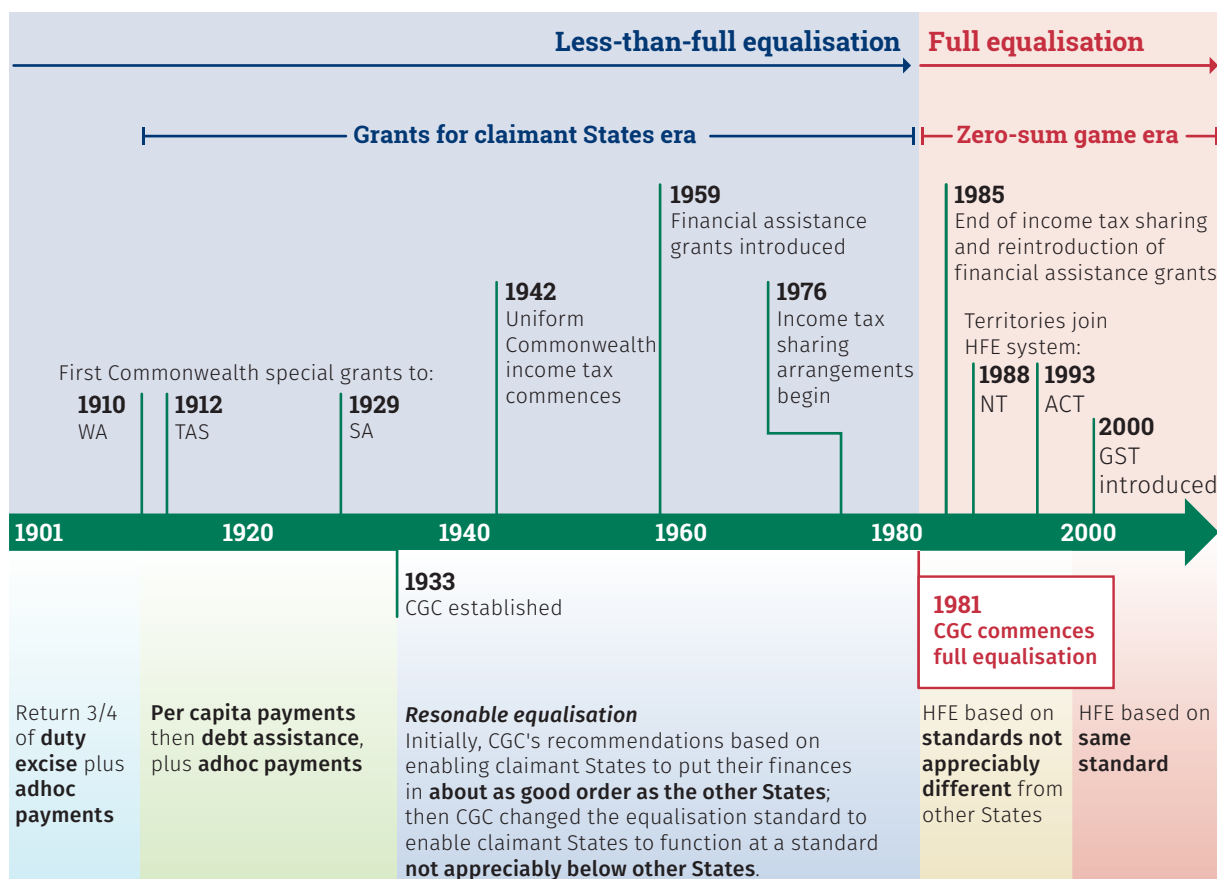 Less-than-full equalisation
Full equalisation
Grants for claimant States era
Zero-sum game era
1959
Financial assistance
grants introduced
1985
End of income tax sharing
and reintroduction of
financial assistance grants
1942
Uniform
Commonwealth
income tax
commences
1976
Income tax
sharing
arrangements
begin
Territories join
HFE system:
1988
NT
1993
ACT
2000
GST
introduced
First Commonwealth special grants to:
1910
WA
1912
TAS
1929
SA
1901
1920
1940
1960
1980
2000
1933
CGC established
1981
CGC commences
full equalisation
Return 3/4
of duty
excise plus
adhoc
payments
Per capita payments
then debt assistance,
plus adhoc payments
Resonable equalisation
Initially, CGC's recommendations based on
enabling claimant States to put their finances
in about as good order as the other States;
then CGC changed the equalisation standard to
enable claimant States to function at a standard
not appreciably below other States.
HFE based on
standards not
appreciably
different from
other States
HFE based on
same
standard